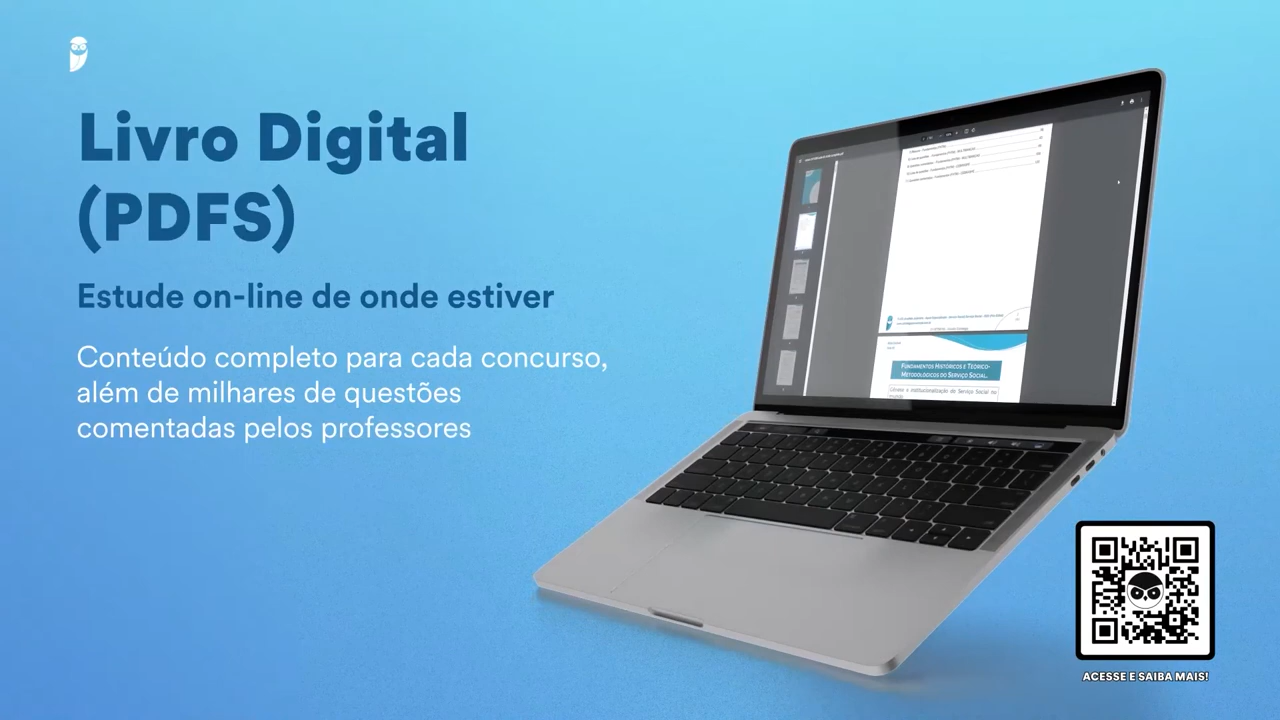 Livro Digital
(PDFS)
Estude on-line de onde estiver
Conteúdo completo para cada concurso,
além de milhares de questões
comentadas pelos professores
FUNDAMENTOS HISTÓRICOS E TEÓRICO-
METODOLÓGICOS DO SERVIÇO SOCIAL.
ACESSE E SAIBA MAIS!